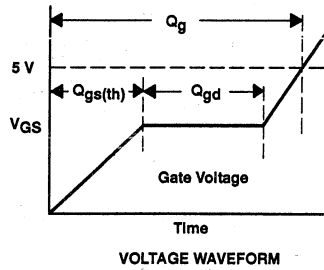 Qg
5 V
Qgs(th)
Qgd
VGS
Gate Voltage
Time
VOLTAGE WAVEFORM